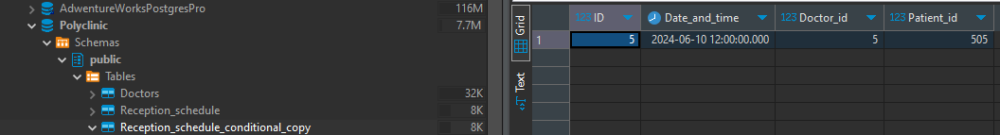 AdwentureWorksPostgresPro 116M
Polyclinic 7.7M
Schemas
public
Tables
Doctors 32K
Reception_schedule 8K
Reception_schedule_conditional_copy 8K
Grid
Text
123 ID Date_and_time 123 Doctor_id 123 Patient_id
1 5 2024-06-10 12:00:00.000 5 505